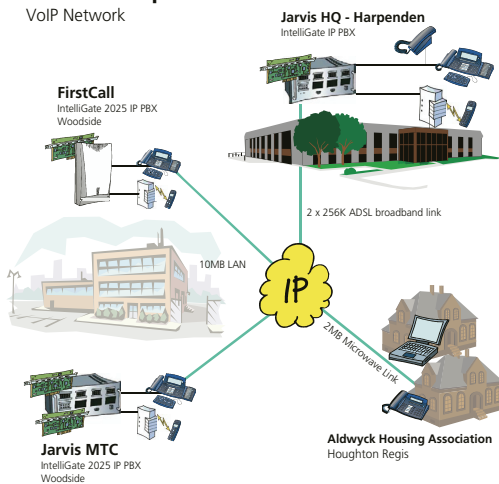 VoIP Network
Jarvis HQ - Harpenden
IntelliGate IP PBX
FirstCall
IntelliGate 2025 IP PBX
Woodside
2 x 256K ADSL broadband link
10MB LAN
IP
2MB Microwave Link
Jarvis MTC
IntelliGate 2025 IP PBX
Woodside
Aldwyck Housing Association
Houghton Regis